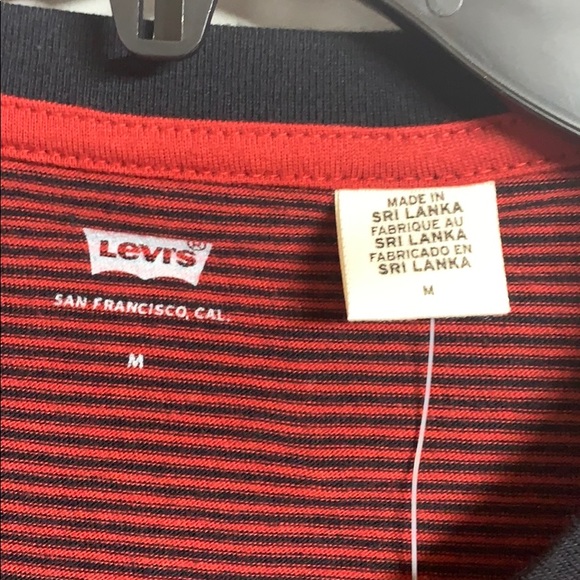 Levi's®
SAN FRANCISCO, CAL.
M
MADE IN
SRI LANKA
FABRIQUE AU
SRI LANKA
FABRICADO EN
SRI LANKA
M